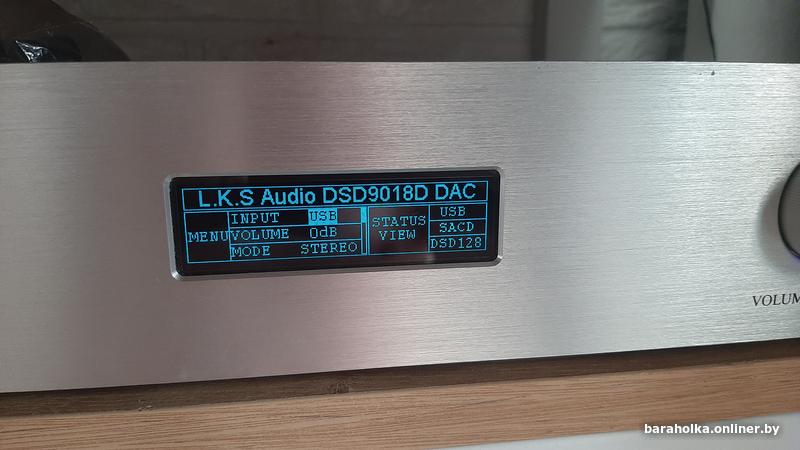 L.K.S Audio DSD9018D DAC
MENU
INPUT USB
VOLUME 0dB
MODE STEREO
STATUS
VIEW
USB
SACD
DSD128
VOLUM
baraholka.onliner.by